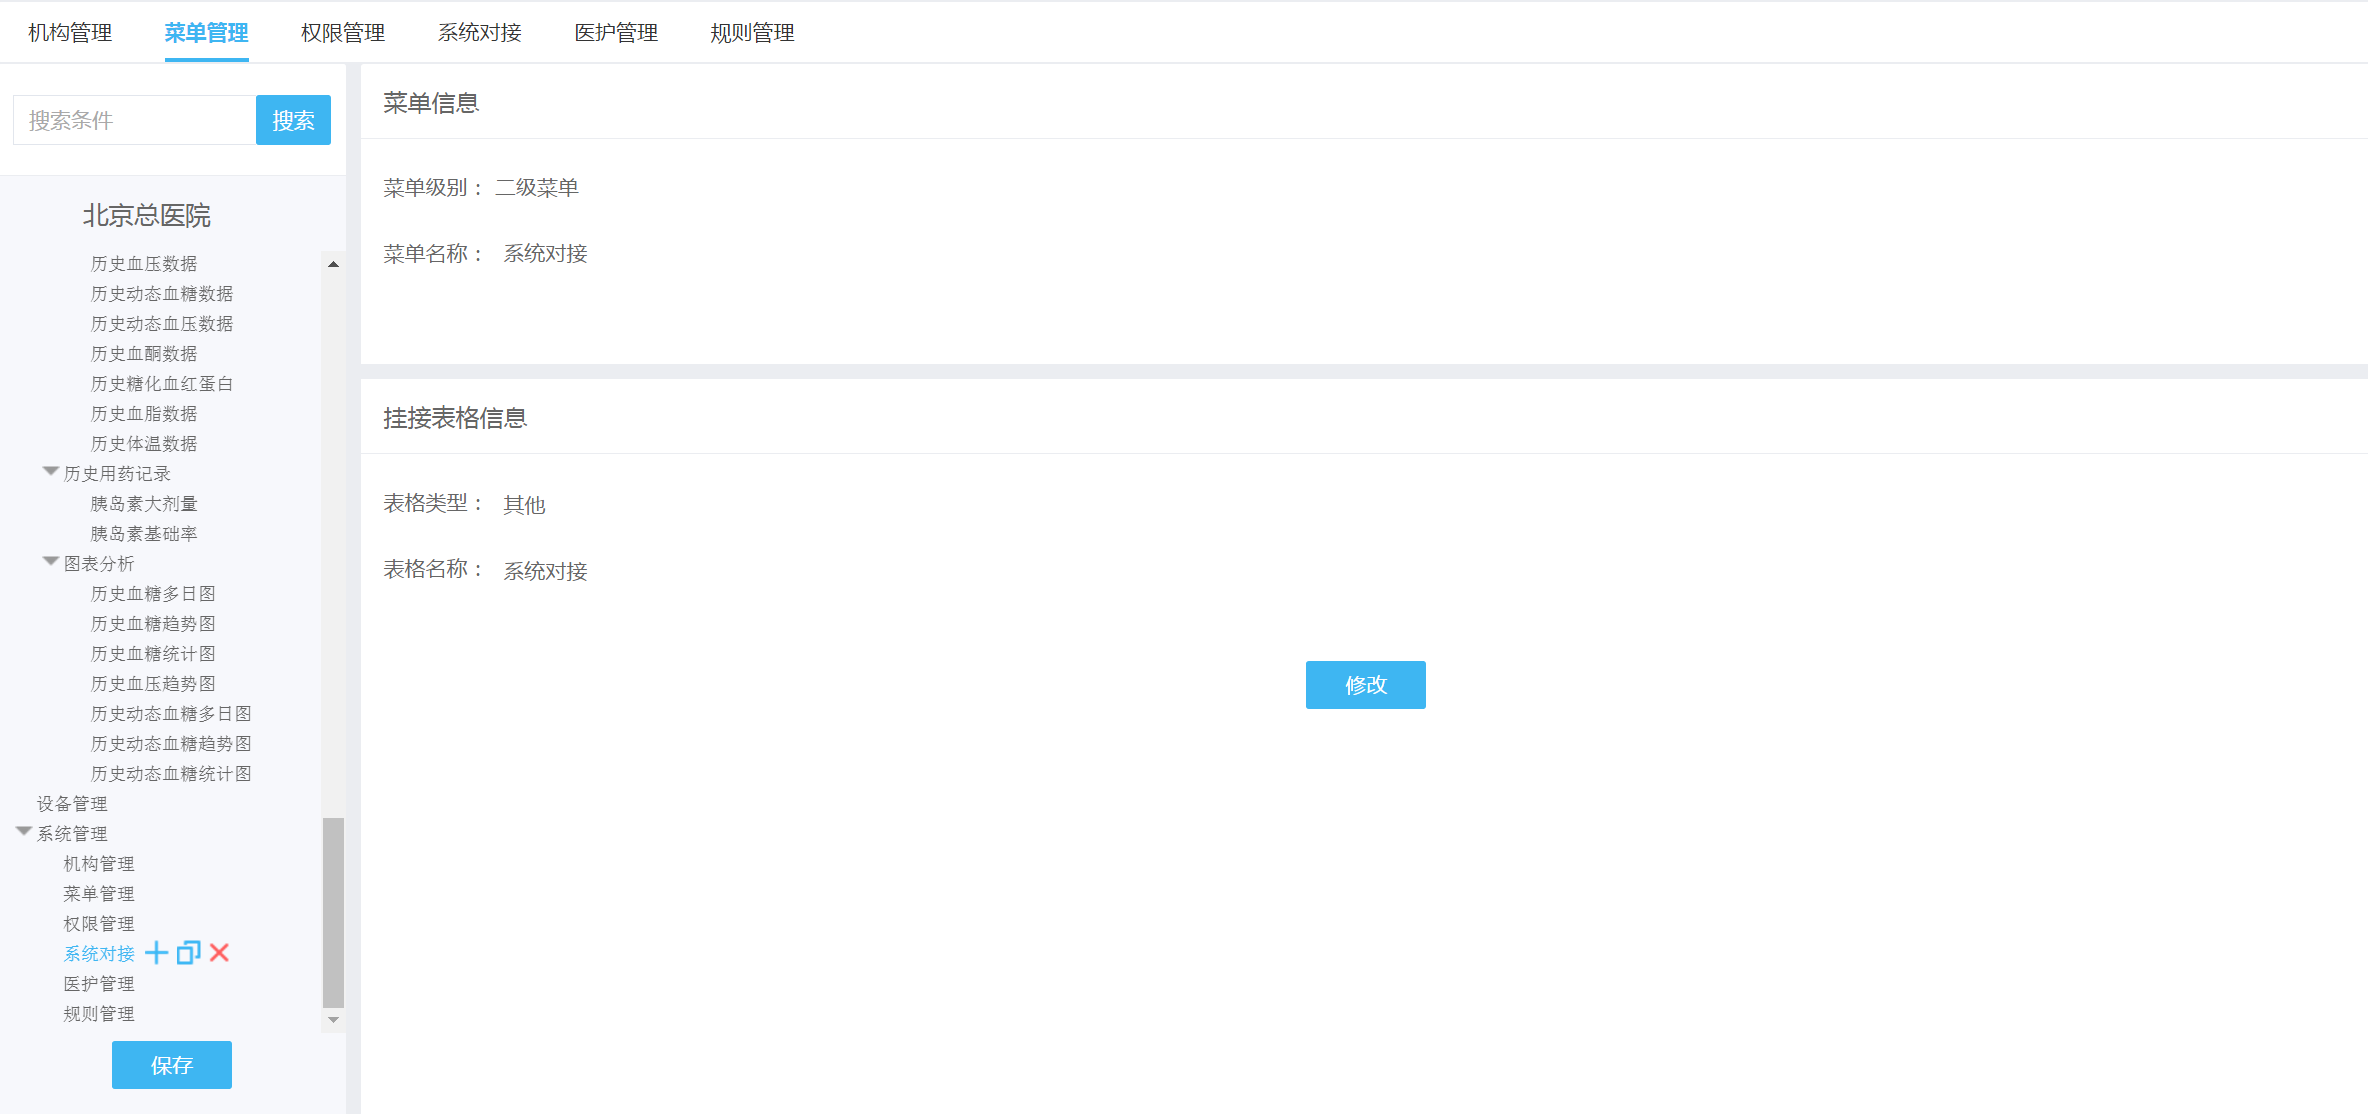 机构管理 菜单管理 权限管理 系统对接 医护管理 规则管理
搜索条件 搜索
北京总医院
历史血压数据
历史动态血糖数据
历史动态血压数据
历史血酮数据
历史糖化血红蛋白
历史血脂数据
历史体温数据
历史用药记录
胰岛素大剂量
胰岛素基础率
图表分析
历史血糖多日图
历史血糖趋势图
历史血糖统计图
历史血压趋势图
历史动态血糖多日图
历史动态血糖趋势图
历史动态血糖统计图
设备管理
系统管理
机构管理
菜单管理
权限管理
系统对接
医护管理
规则管理
保存
菜单信息
菜单级别： 二级菜单
菜单名称： 系统对接
挂接表格信息
表格类型： 其他
表格名称： 系统对接
修改